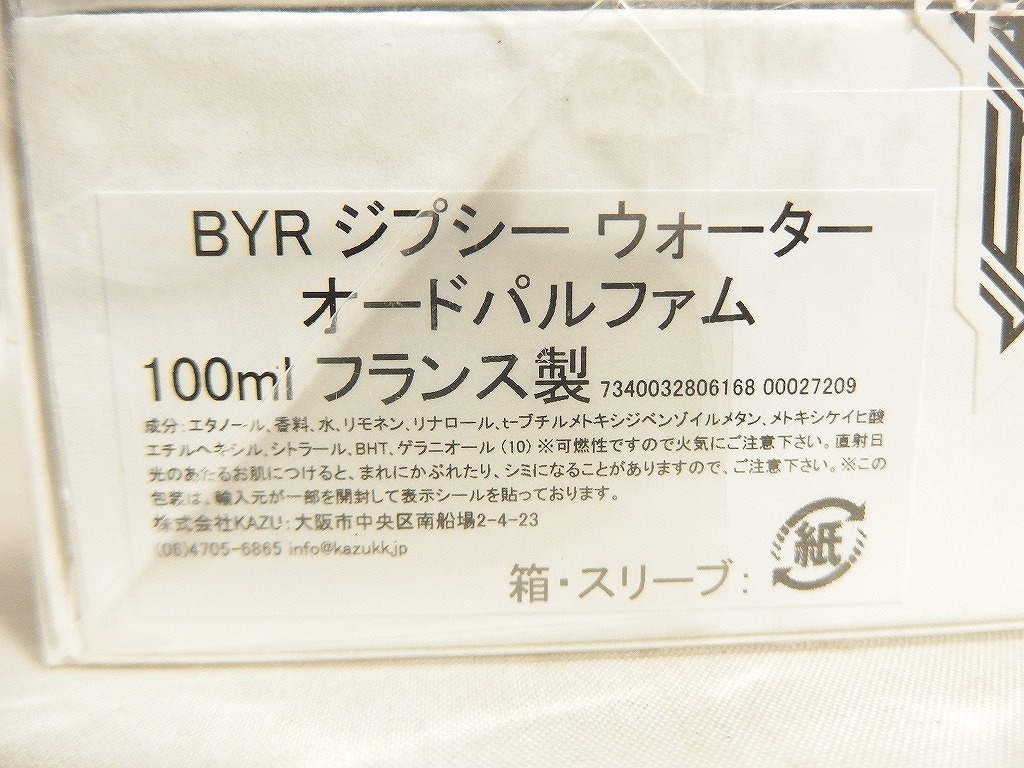 BYR ジプシー ウォーター
オードパルファム
100ml フランス製 7340032806168 00027209
成分：エタノール、香料、水、リモネン、リナロール、t-ブチルメトキシジベンゾイルメタン、メトキシケイヒ酸
エチルヘキシル、シトラール、BHT、ゲラニオール (10) ※可燃性ですので火気にご注意下さい。直射日
光のあたるお肌につけると、まれにかぶれたり、シミになることがありますので、ご注意下さい。※この
包装は、輸入元が一部を開封して表示シールを貼っております。
株式会社KAZU：大阪市中央区南船場2-4-23
(06)4705-6865 info@kazukk.jp
箱・スリーブ：
紙